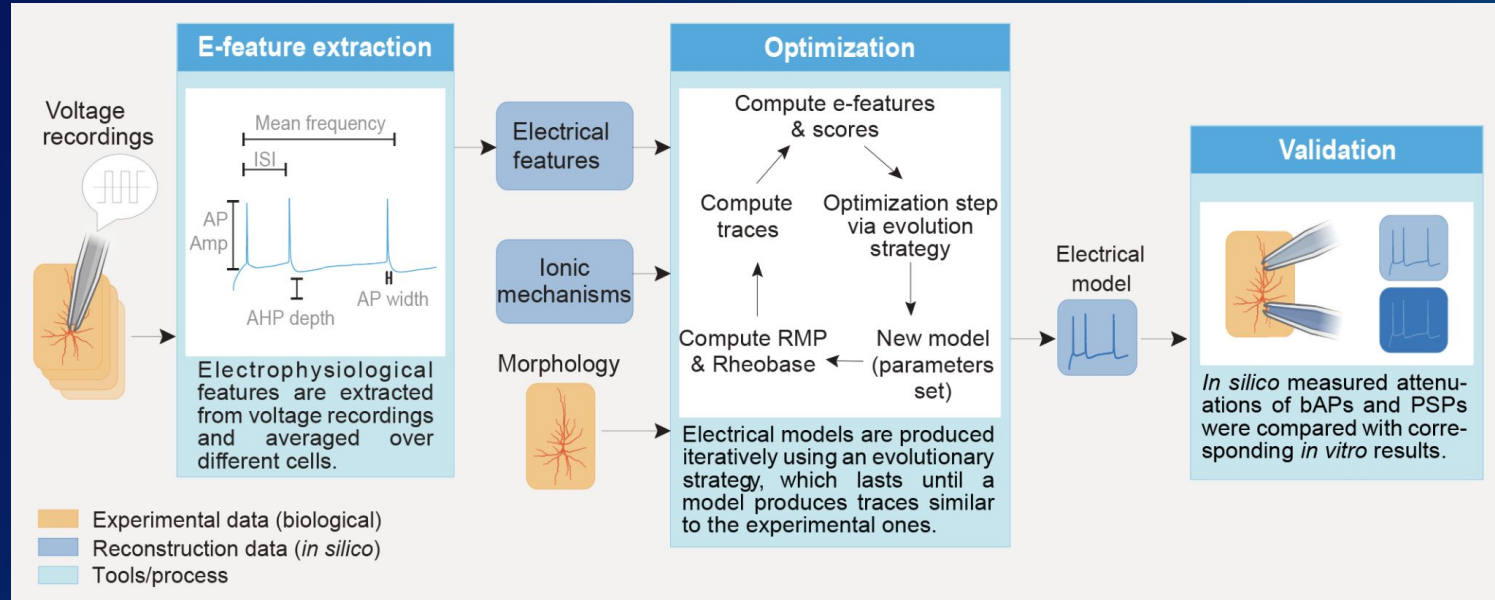 E-feature extraction
Voltage
recordings
Mean frequency
ISI
AP
Amp
AHP depth
AP width
Electrophysiological
features are extracted
from voltage recordings
and averaged over
different cells.
Electrical
features
Ionic
mechanisms
Morphology
Optimization
Compute e-features
& scores
Compute
traces
Optimization step
via evolution
strategy
Compute RMP
& Rheobase
New model
(parameters
set)
Electrical models are produced
iteratively using an evolutionary
strategy, which lasts until a
model produces traces similar
to the experimental ones.
Electrical
model
Validation
In silico measured attenu-
ations of bAPs and PSPs
were compared with corre-
sponding in vitro results.
Experimental data (biological)
Reconstruction data (in silico)
Tools/process